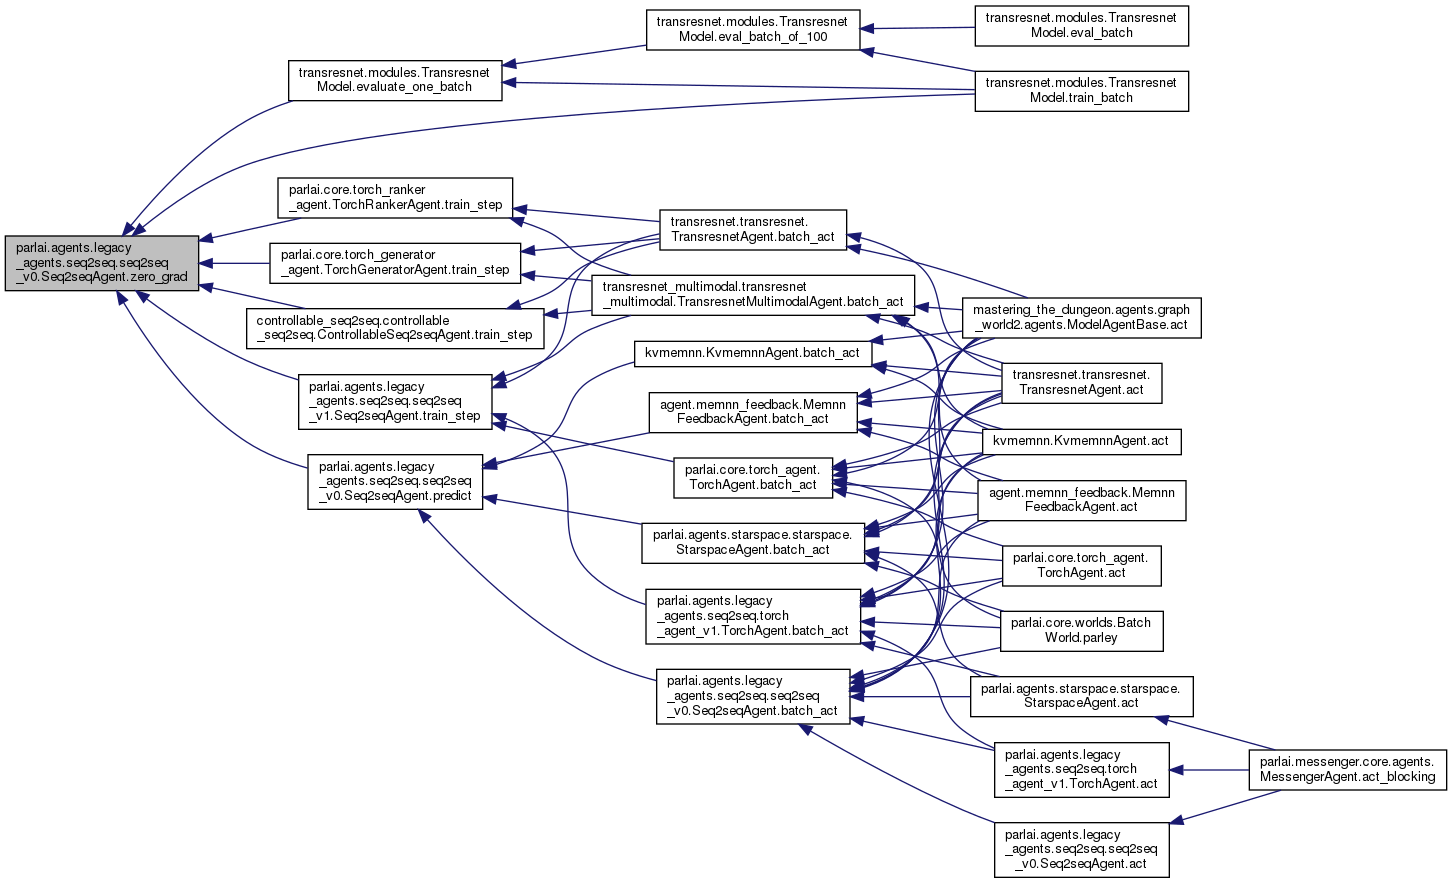 parlai.agents.legacy
_agents.seq2seq.seq2seq
_v0.Seq2seqAgent.zero_grad
transresnet.modules.Transresnet
Model.evaluate_one_batch
transresnet.modules.Transresnet
Model.eval_batch_of_100
transresnet.modules.Transresnet
Model.eval_batch
transresnet.modules.Transresnet
Model.train_batch
parlai.core.torch_ranker
_agent.TorchRankerAgent.train_step
parlai.core.torch_generator
_agent.TorchGeneratorAgent.train_step
controllable_seq2seq.controllable
_seq2seq.ControllableSeq2seqAgent.train_step
parlai.agents.legacy
_agents.seq2seq.seq2seq
_v1.Seq2seqAgent.train_step
parlai.agents.legacy
_agents.seq2seq.seq2seq
_v0.Seq2seqAgent.predict
transresnet.transresnet.
TransresnetAgent.batch_act
transresnet_multimodal.transresnet
_multimodal.TransresnetMultimodalAgent.batch_act
kvmemnn.KvmemnnAgent.batch_act
agent.memnn_feedback.Memnn
FeedbackAgent.batch_act
parlai.core.torch_agent.
TorchAgent.batch_act
parlai.agents.starspace.starspace.
StarspaceAgent.batch_act
parlai.agents.legacy
_agents.seq2seq.torch
_agent_v1.TorchAgent.batch_act
parlai.agents.legacy
_agents.seq2seq.seq2seq
_v0.Seq2seqAgent.batch_act
mastering_the_dungeon.agents.graph
_world2.agents.ModelAgentBase.act
transresnet.transresnet.
TransresnetAgent.act
kvmemnn.KvmemnnAgent.act
agent.memnn_feedback.Memnn
FeedbackAgent.act
parlai.core.torch_agent.
TorchAgent.act
parlai.core.worlds.Batch
World.parley
parlai.agents.starspace.starspace.
StarspaceAgent.act
parlai.agents.legacy
_agents.seq2seq.torch
_agent_v1.TorchAgent.act
parlai.agents.legacy
_agents.seq2seq.seq2seq
_v0.Seq2seqAgent.act
parlai.messenger.core.agents.
MessengerAgent.act_blocking